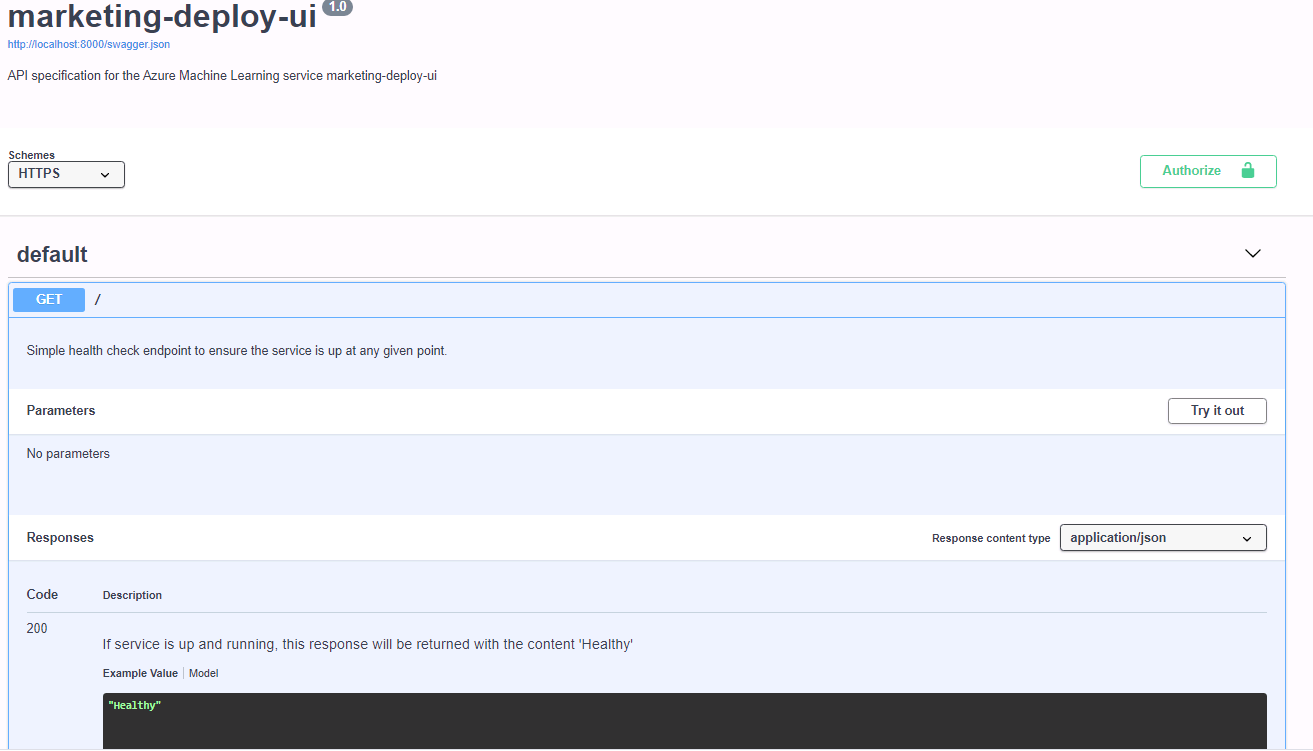 marketing-deploy-ui 1.0
http://localhost:8000/swagger.json
API specification for the Azure Machine Learning service marketing-deploy-ui
Schemes
HTTPS
Authorize
default
GET /
Simple health check endpoint to ensure the service is up at any given point.
Parameters Try it out
No parameters
Responses Response content type application/json
Code Description
200
If service is up and running, this response will be returned with the content 'Healthy'
Example Value Model
"Healthy"